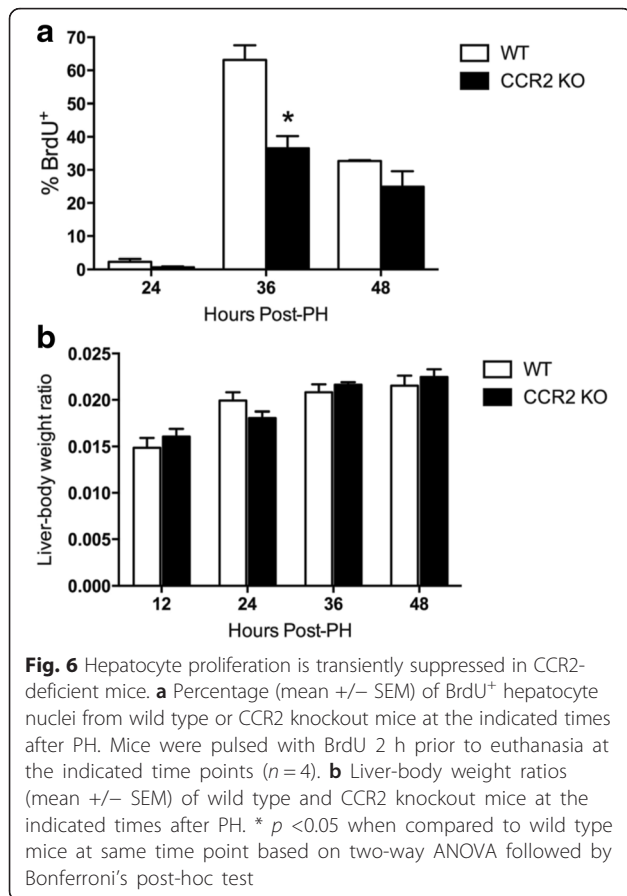 a
70
60
50
40
30
20
10
0
% BrdU+
*
WT
CCR2 KO
24 36 48
Hours Post-PH
b
0.025
0.020
0.015
0.010
0.005
0.000
Liver-body weight ratio
WT
CCR2 KO
12 24 36 48
Hours Post-PH
Fig. 6 Hepatocyte proliferation is transiently suppressed in CCR2-
deficient mice. a Percentage (mean +/− SEM) of BrdU+ hepatocyte
nuclei from wild type or CCR2 knockout mice at the indicated times
after PH. Mice were pulsed with BrdU 2 h prior to euthanasia at
the indicated time points (n = 4). b Liver-body weight ratios
(mean +/− SEM) of wild type and CCR2 knockout mice at the
indicated times after PH. * p <0.05 when compared to wild type
mice at same time point based on two-way ANOVA followed by
Bonferroni's post-hoc test